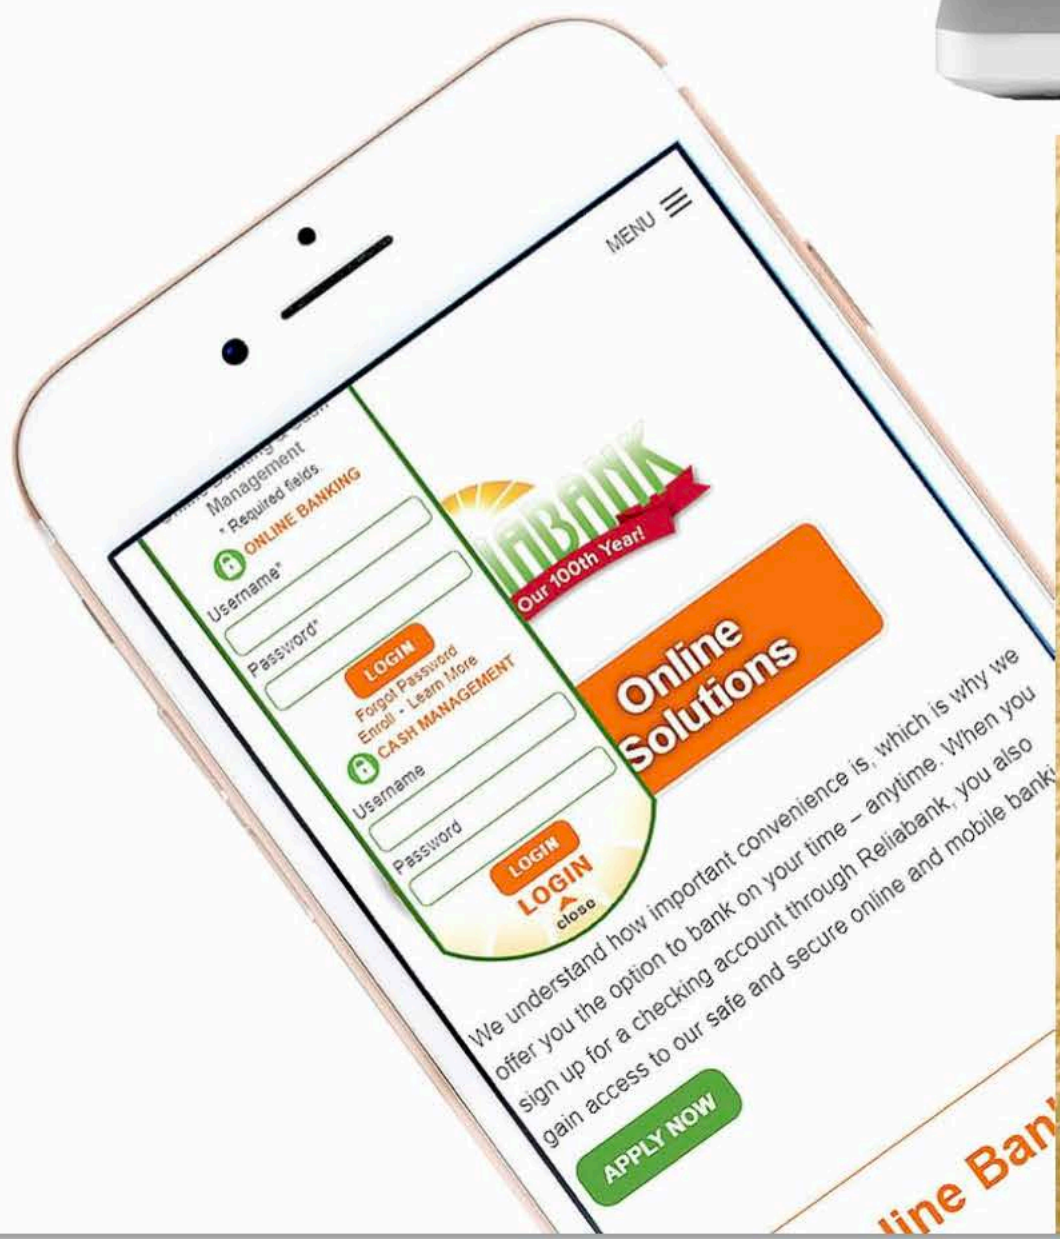 MENU
Management
* Required fields
ONLINE BANKING
Username*
Password*
LOGIN
Forgot Password
Enroll - Learn More
CASH MANAGEMENT
Username
Password
LOGIN
LOGIN
close
IABANK
Our 100th Year!
Online
Solutions
We understand how important convenience is, which is why we
offer you the option to bank on your time – anytime. When you
sign up for a checking account through Reliabank, you also
gain access to our safe and secure online and mobile banki
APPLY NOW
line Ban